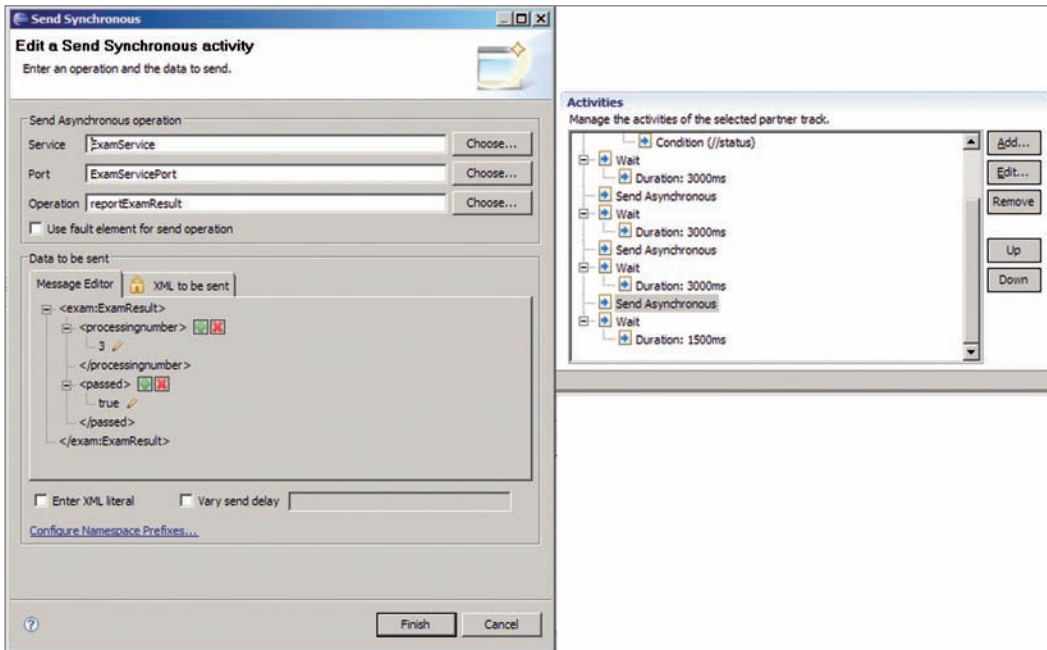 Send Synchronous
Edit a Send Synchronous activity
Enter an operation and the data to send.
Send Asynchronous operation
Service ExamService Choose...
Port ExamServicePort Choose...
Operation reportExamResult Choose...
Use fault element for send operation
Data to be sent
Message Editor XML to be sent
<exam:ExamResult>
<processingnumber>
3
</processingnumber>
<passed>
true
</passed>
</exam:ExamResult>
Enter XML literal Vary send delay
Configure Namespace Prefixes...
Finish Cancel
Activities
Manage the activities of the selected partner track.
Condition (//status)
Wait
Duration: 3000ms
Send Asynchronous
Wait
Duration: 3000ms
Send Asynchronous
Wait
Duration: 3000ms
Send Asynchronous
Wait
Duration: 1500ms
Add...
Edit...
Remove
Up
Down